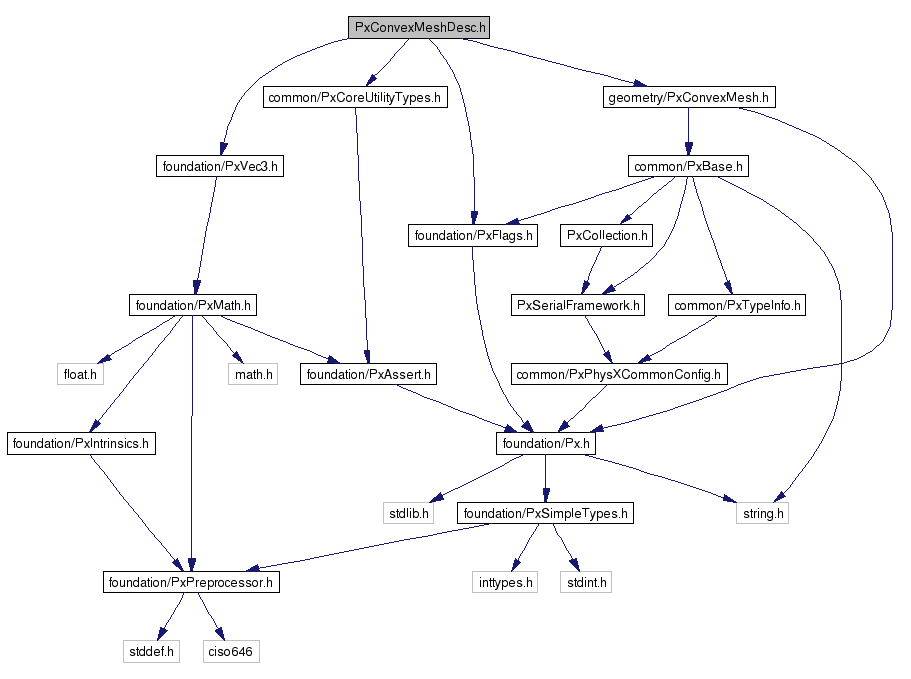 PxConvexMeshDesc.h
common/PxCoreUtilityTypes.h
geometry/PxConvexMesh.h
foundation/PxVec3.h
common/PxBase.h
foundation/PxFlags.h
PxCollection.h
foundation/PxMath.h
PxSerialFramework.h
common/PxTypeInfo.h
float.h
math.h
foundation/PxAssert.h
common/PxPhysXCommonConfig.h
foundation/PxIntrinsics.h
foundation/Px.h
stdlib.h
foundation/PxSimpleTypes.h
string.h
foundation/PxPreprocessor.h
inttypes.h
stdint.h
stddef.h
ciso646